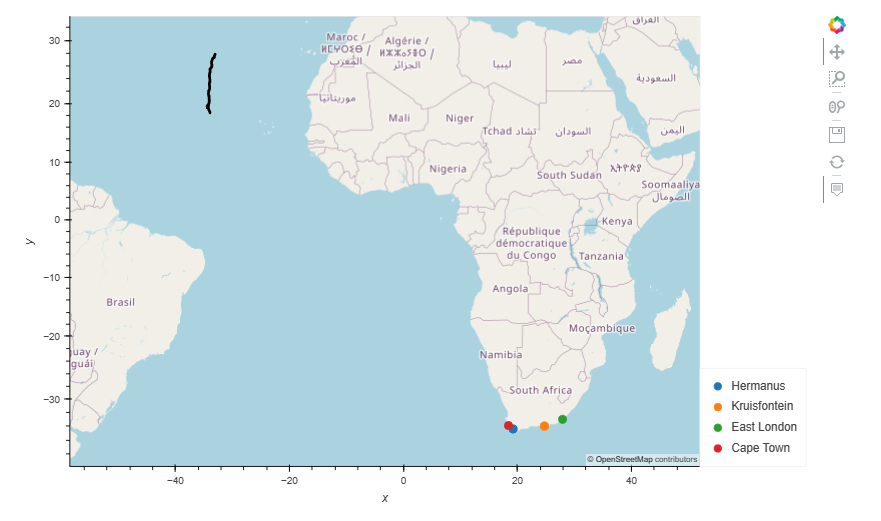 العراق
30
Maroc /
ⵍⵎⵖⵔⵉⴱ /
المغرب
Algérie /
ⵍⵣⵣⴰⵢⴻⵔ /
الجزائر
ليبيا
مصر
السعودية
موريتانيا
20
Mali
Niger
Tchad تشاد
السودان
اليمن
10
Nigeria
South Sudan
Soomaaliya
الصومال
0
Kenya
y
République
démocratique
du Congo
Tanzania
−10
Angola
Brasil
Moçambique
−20
uay /
guái
Namibia
South Africa
−30
Hermanus
Kruisfontein
East London
Cape Town
© OpenStreetMap contributors
−40
−20
0
20
40
x